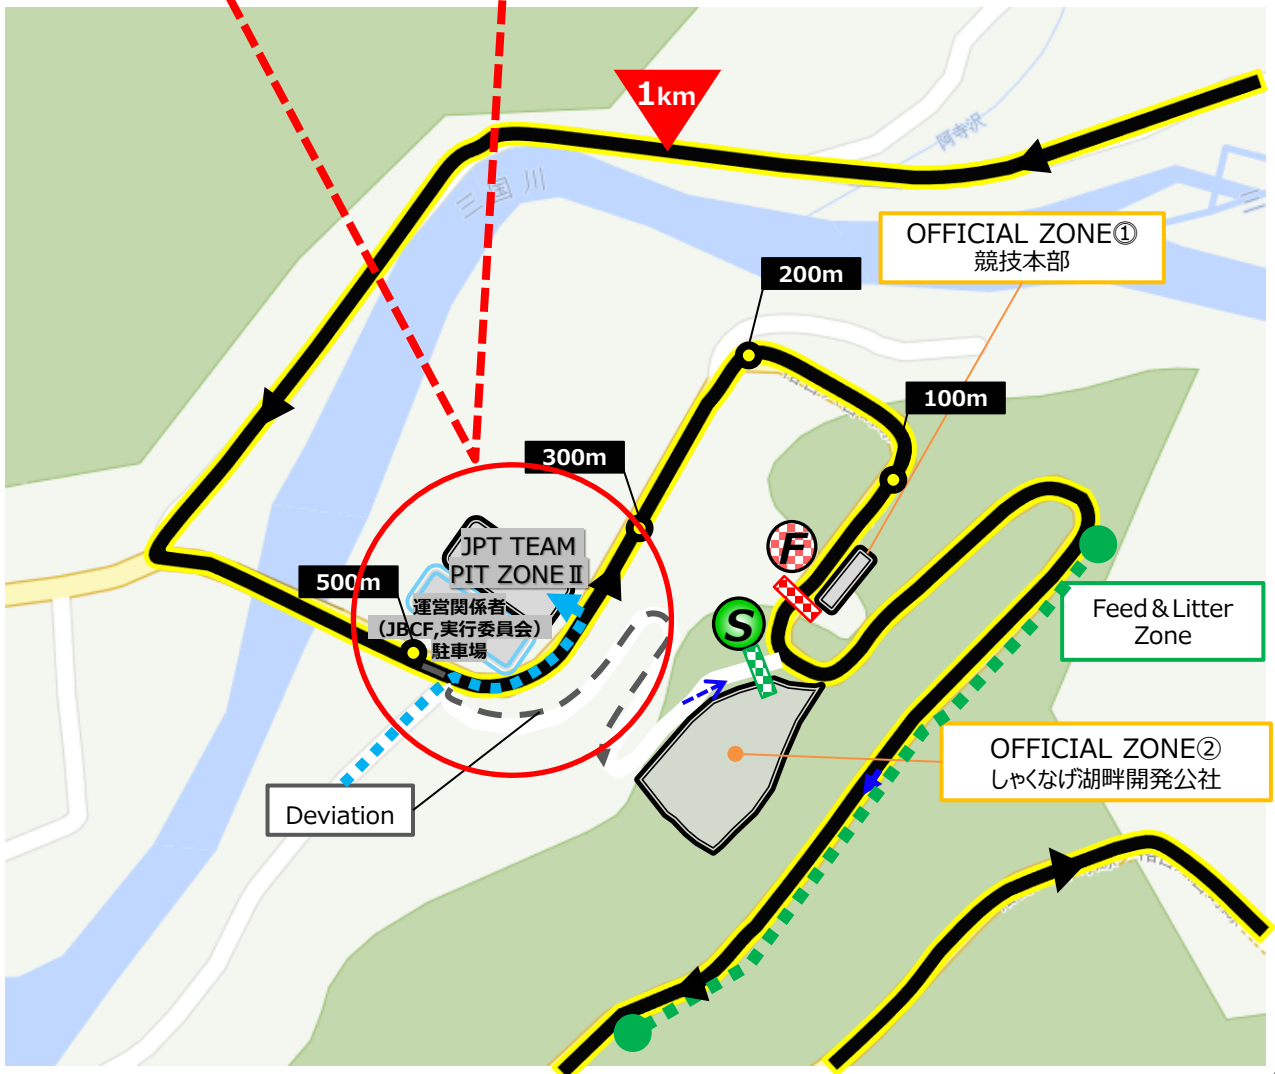 1km
阿寺沢
三国川
三
OFFICIAL ZONE①
競技本部
200m
100m
300m
F
JPT TEAM
PIT ZONEⅡ
500m
運営関係者
（JBCF,実行委員会）
駐車場
S
Feed & Litter
Zone
OFFICIAL ZONE②
しゃくなげ湖畔開発公社
Deviation